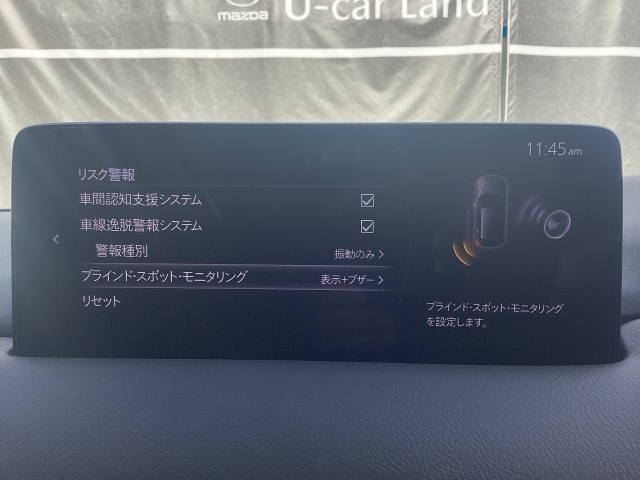 mazda
U-car Land
11:45 am
リスク警報
車間認知支援システム
車線逸脱警報システム
警報種別 振動のみ
ブラインド・スポット・モニタリング 表示+ブザー
リセット
ブラインド・スポット・モニタリング
を設定します。